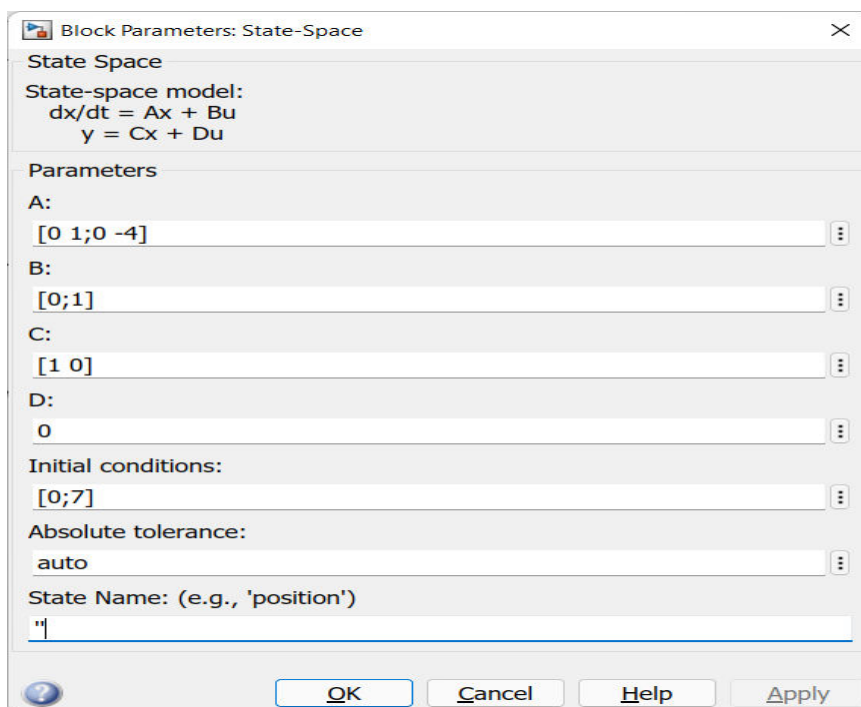 Block Parameters: State-Space
State Space
State-space model:
dx/dt = Ax + Bu
y = Cx + Du
Parameters
A:
[0 1;0 -4]
B:
[0;1]
C:
[1 0]
D:
0
Initial conditions:
[0;7]
Absolute tolerance:
auto
State Name: (e.g., 'position')
''
OK Cancel Help Apply